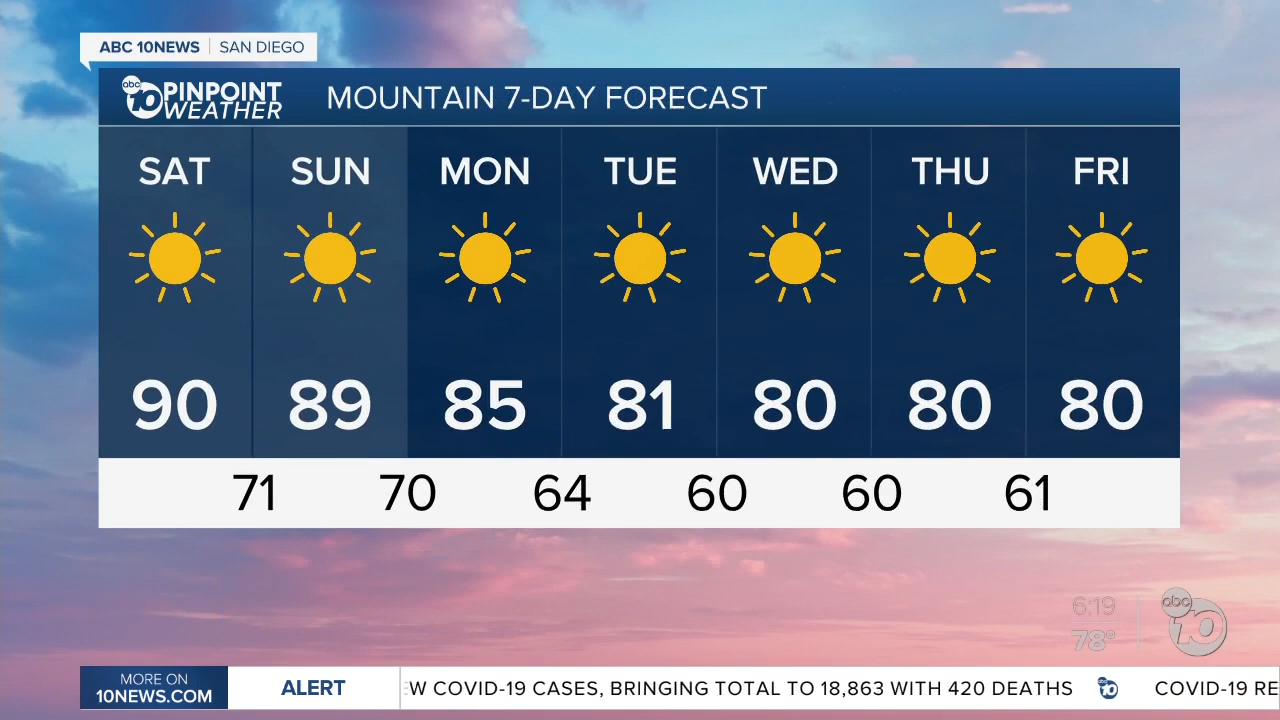 ABC 10NEWS | SAN DIEGO
abc 10 PINPOINT WEATHER
MOUNTAIN 7-DAY FORECAST
SAT SUN MON TUE WED THU FRI
90 89 85 81 80 80 80
71 70 64 60 60 61
6:19
78°
abc 10
MORE ON
10NEWS.COM
ALERT
W COVID-19 CASES, BRINGING TOTAL TO 18,863 WITH 420 DEATHS abc 10 COVID-19 RE